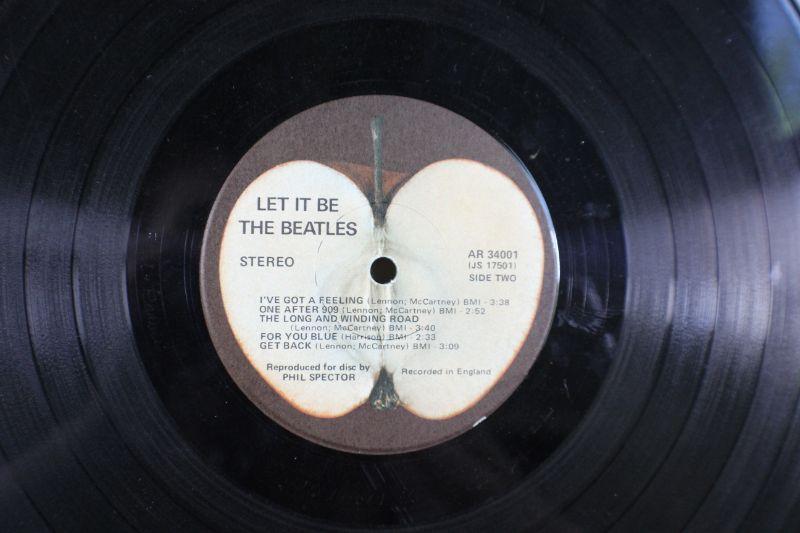 LET IT BE
THE BEATLES
STEREO
AR 34001
(JS 17501)
SIDE TWO
I'VE GOT A FEELING (Lennon; McCartney) BMI - 3:38
ONE AFTER 909 (Lennon; McCartney) BMI - 2:52
THE LONG AND WINDING ROAD
(Lennon; McCartney) BMI - 3:40
FOR YOU BLUE (Harrison) BMI - 2:33
GET BACK (Lennon; McCartney) BMI - 3:09
Reproduced for disc by
PHIL SPECTOR
Recorded in England